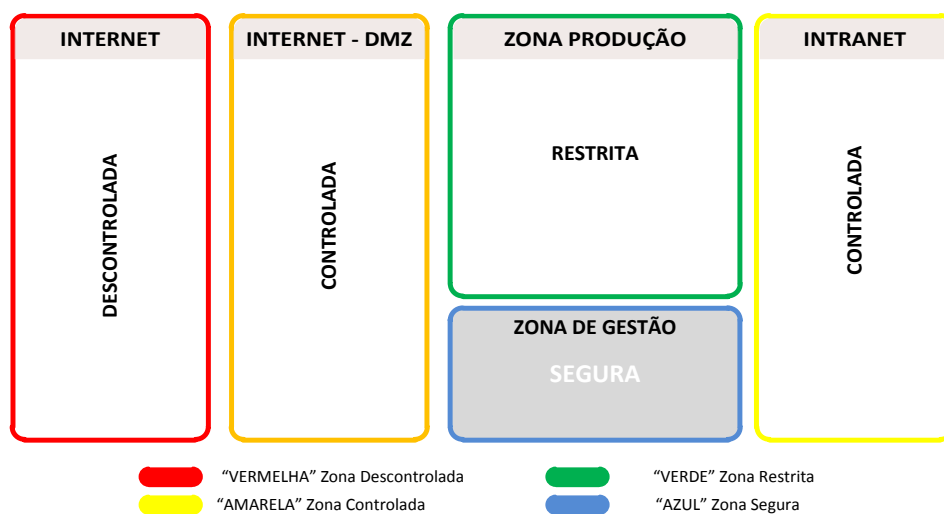 INTERNET
DESCONTROLADA
INTERNET - DMZ
CONTROLADA
ZONA PRODUÇÃO
RESTRITA
ZONA DE GESTÃO
SEGURA
INTRANET
CONTROLADA
“VERMELHA” Zona Descontrolada
“VERDE” Zona Restrita
“AMARELA” Zona Controlada
“AZUL” Zona Segura